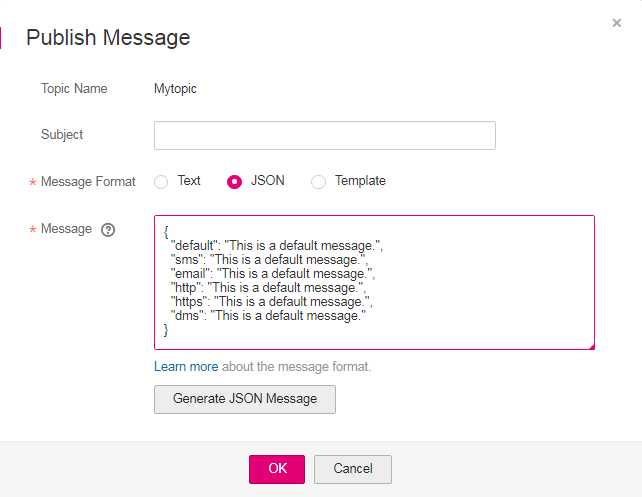 Publish Message
×
Topic Name Mytopic
Subject
* Message Format Text JSON Template
* Message ?
{
"default": "This is a default message.",
"sms": "This is a default message.",
"email": "This is a default message.",
"http": "This is a default message.",
"https": "This is a default message.",
"dms": "This is a default message."
}
Learn more about the message format.
Generate JSON Message
OK Cancel